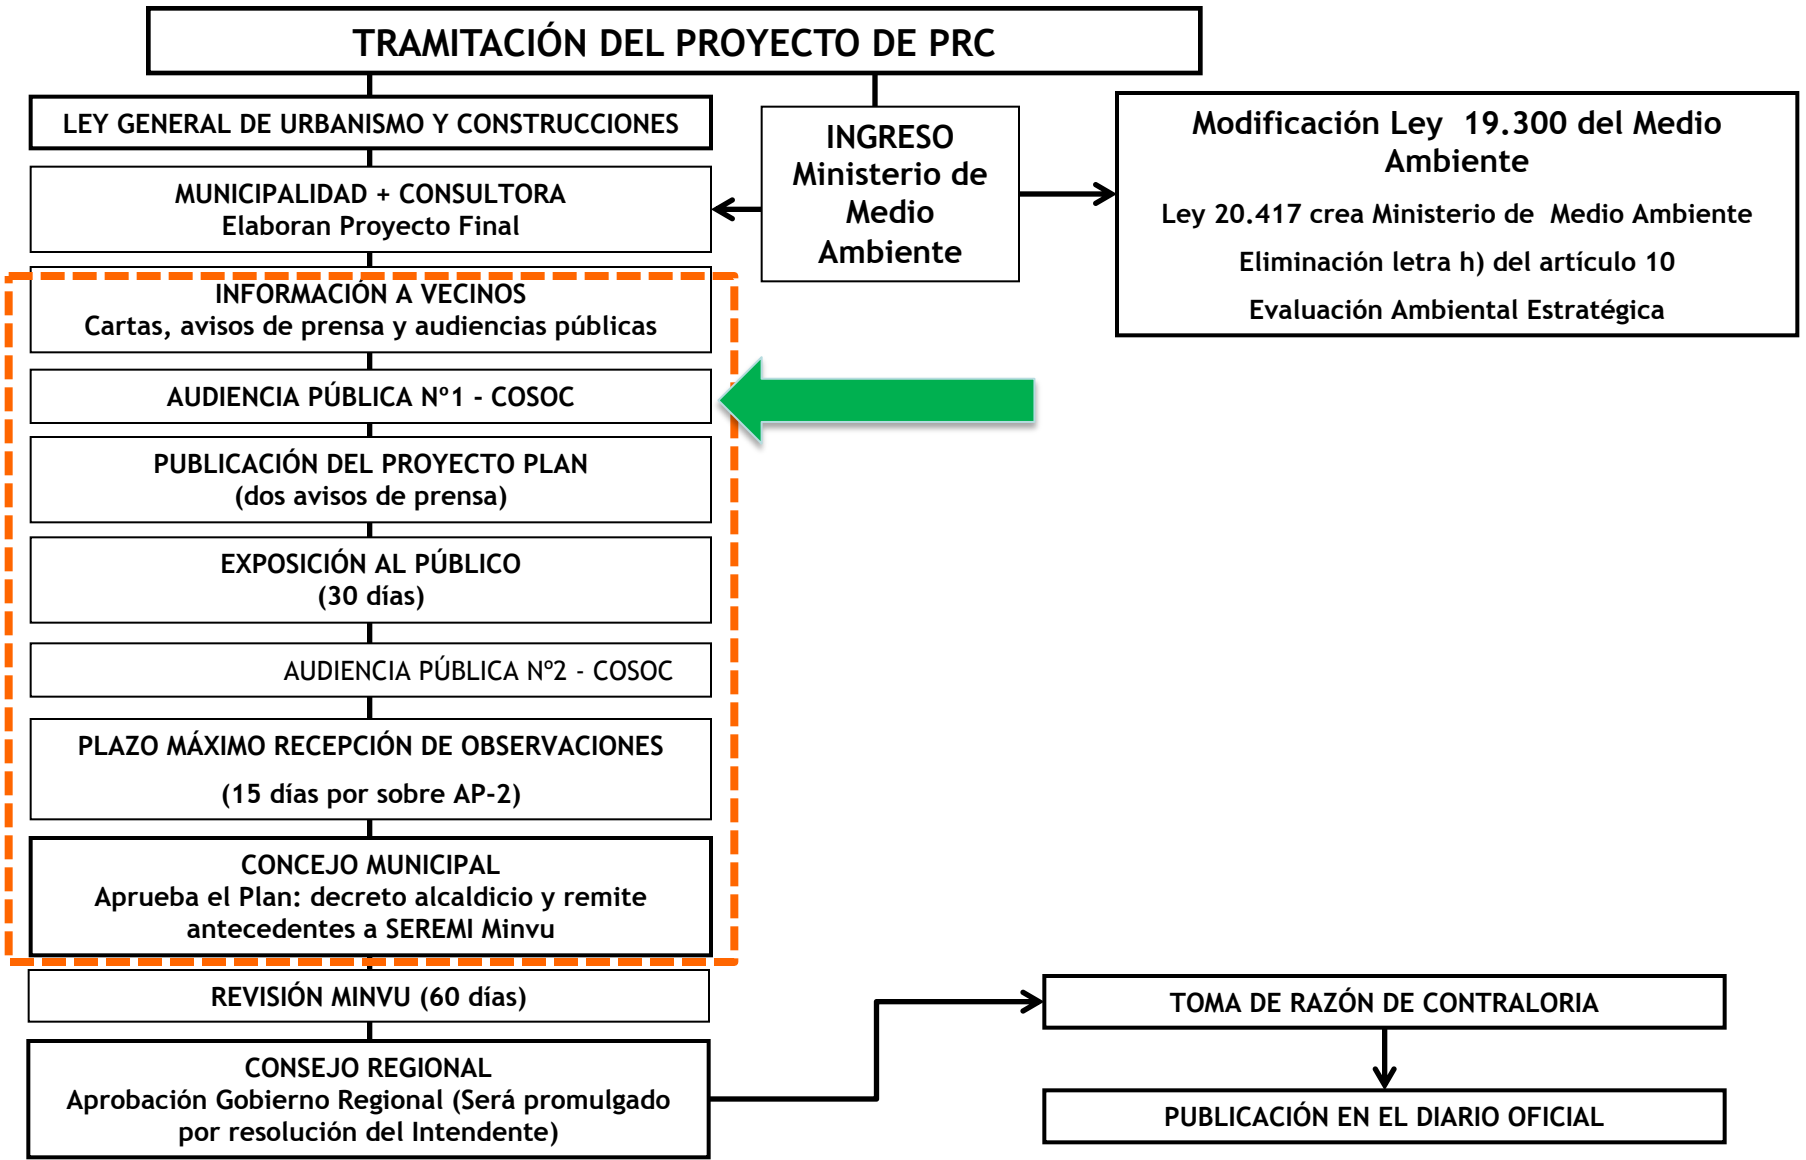 TRAMITACIÓN DEL PROYECTO DE PRC
LEY GENERAL DE URBANISMO Y CONSTRUCCIONES
MUNICIPALIDAD + CONSULTORA
Elaboran Proyecto Final
INFORMACIÓN A VECINOS
Cartas, avisos de prensa y audiencias públicas
AUDIENCIA PÚBLICA Nº1 - COSOC
PUBLICACIÓN DEL PROYECTO PLAN
(dos avisos de prensa)
EXPOSICIÓN AL PÚBLICO
(30 días)
AUDIENCIA PÚBLICA Nº2 - COSOC
PLAZO MÁXIMO RECEPCIÓN DE OBSERVACIONES
(15 días por sobre AP-2)
CONCEJO MUNICIPAL
Aprueba el Plan: decreto alcaldicio y remite
antecedentes a SEREMI Minvu
REVISIÓN MINVU (60 días)
CONSEJO REGIONAL
Aprobación Gobierno Regional (Será promulgado
por resolución del Intendente)
INGRESO
Ministerio de
Medio
Ambiente
Modificación Ley 19.300 del Medio
Ambiente
Ley 20.417 crea Ministerio de Medio Ambiente
Eliminación letra h) del artículo 10
Evaluación Ambiental Estratégica
TOMA DE RAZÓN DE CONTRALORIA
PUBLICACIÓN EN EL DIARIO OFICIAL